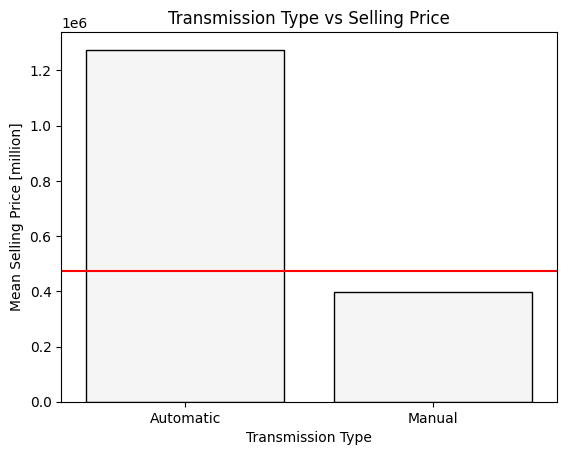 Transmission Type vs Selling Price
1e6
1.2
1.0
0.8
0.6
0.4
0.2
0.0
Mean Selling Price [million]
Automatic Manual
Transmission Type